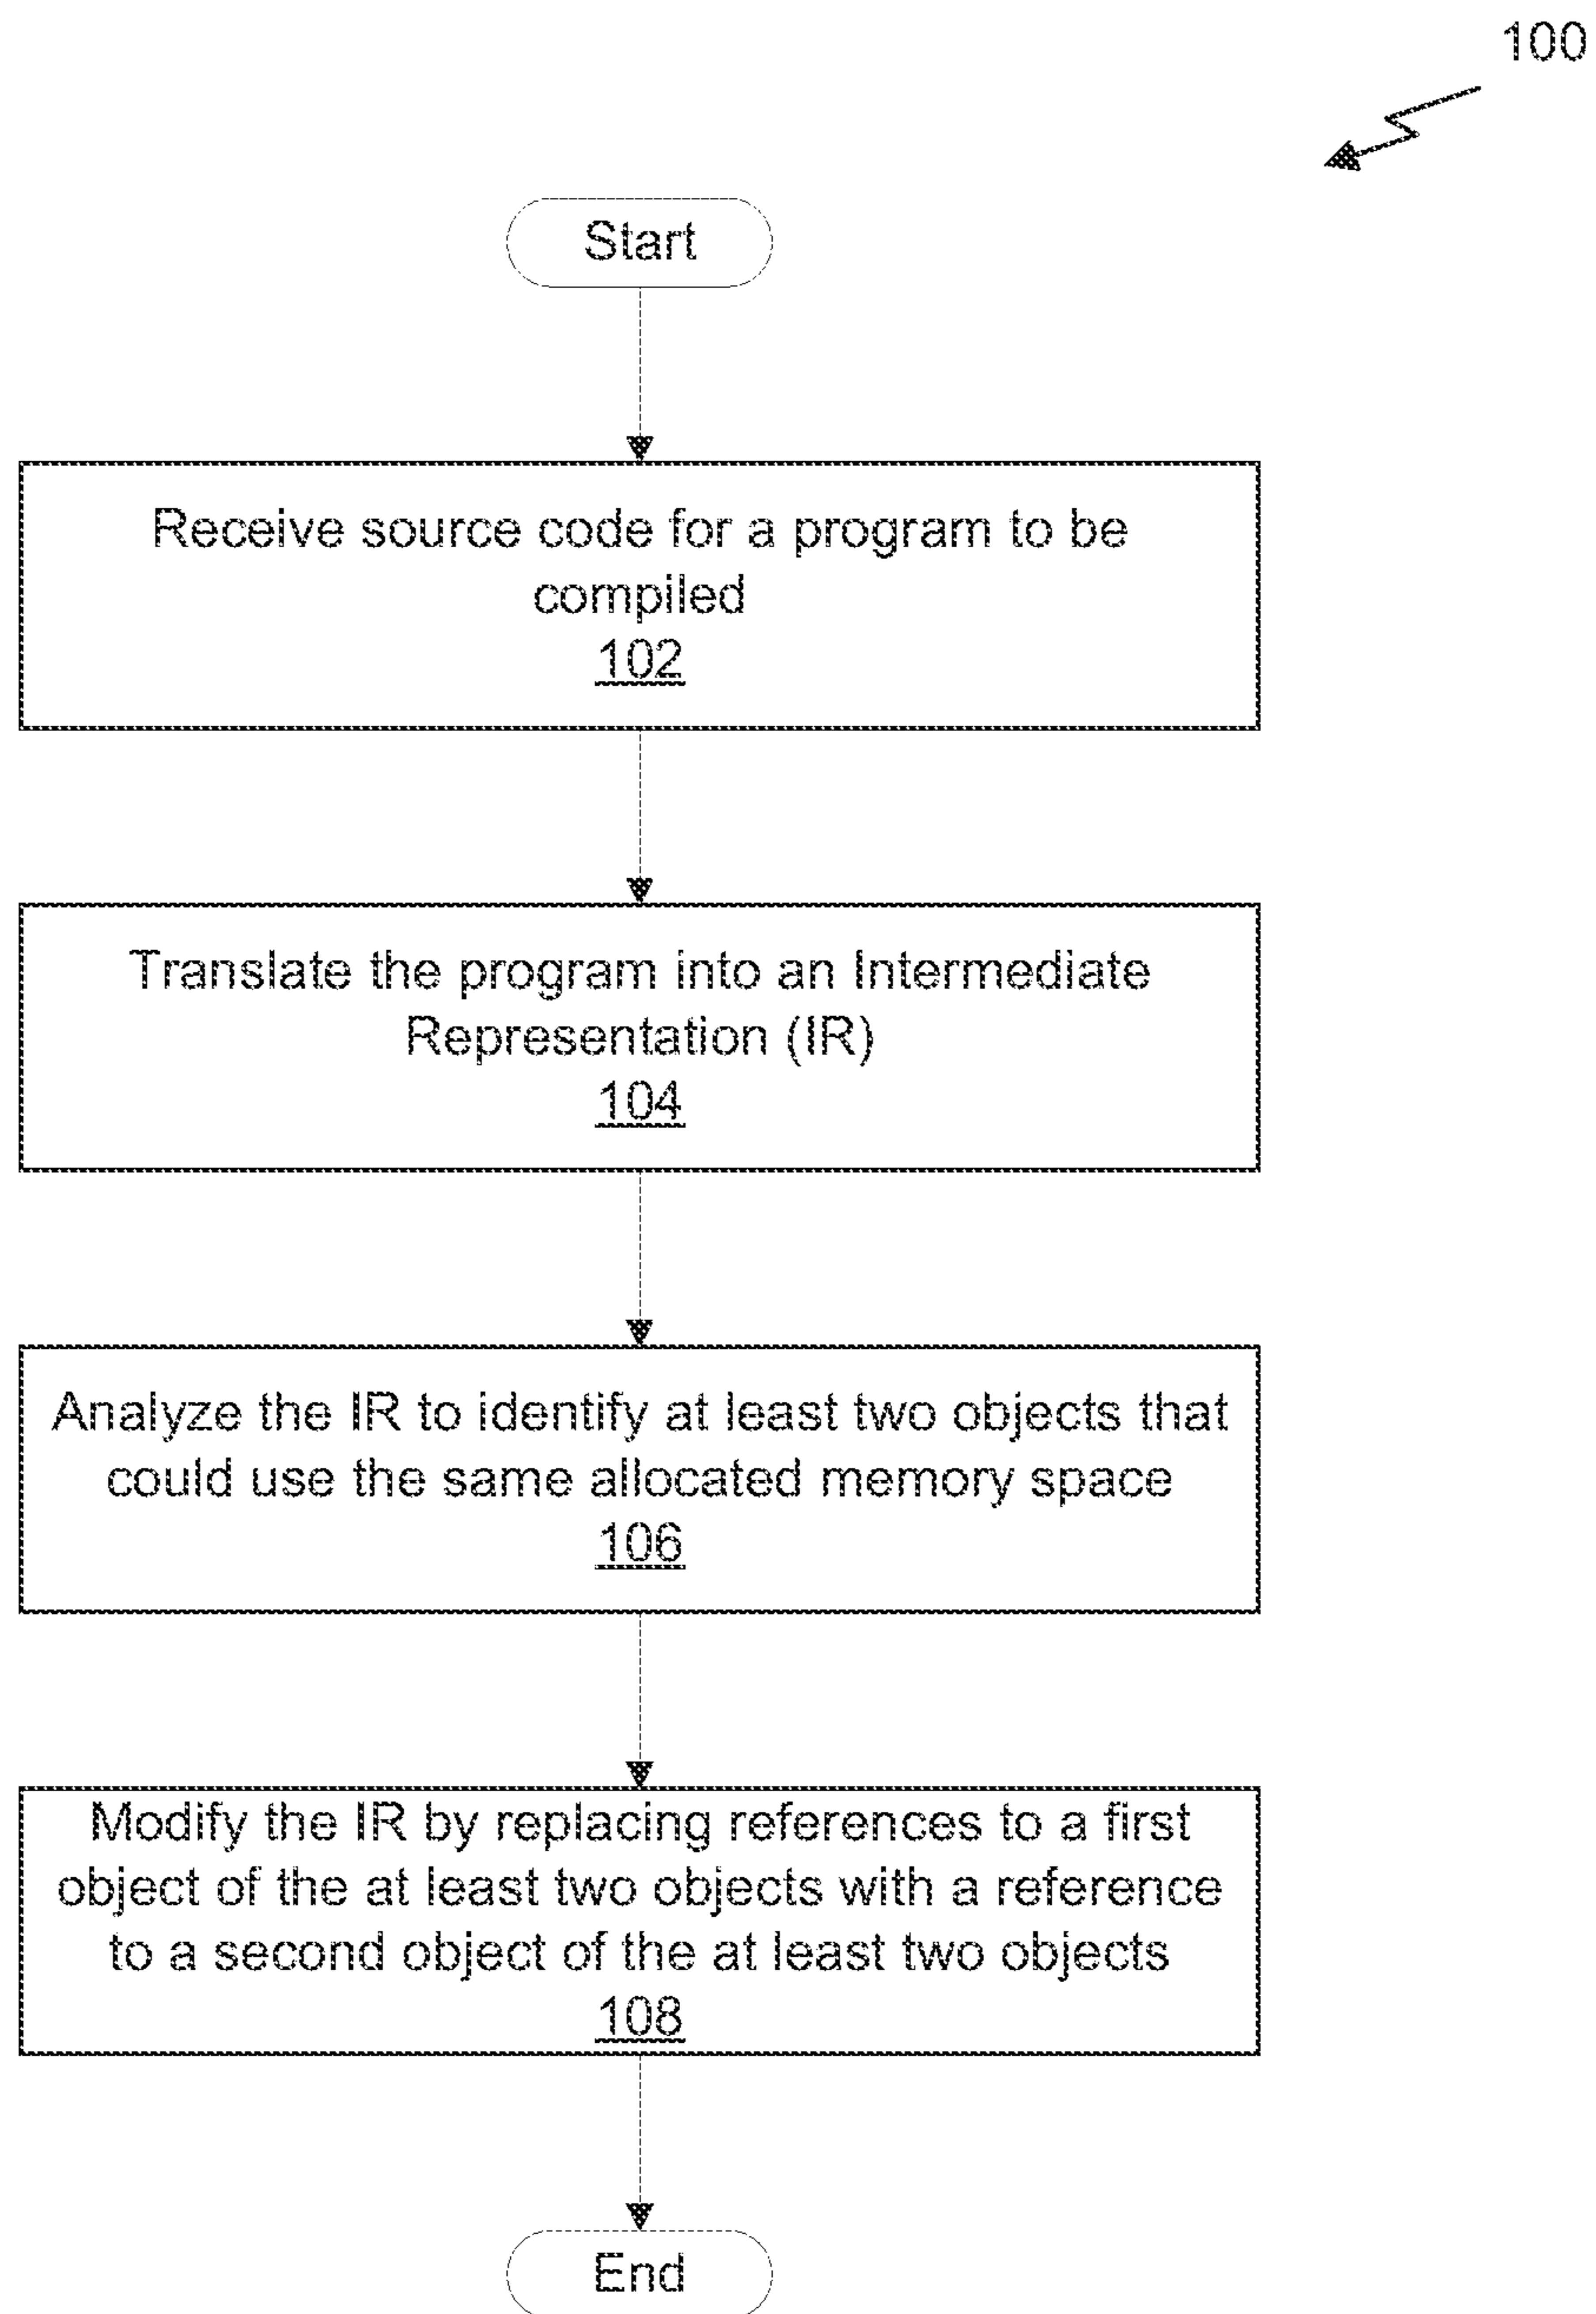 100
Start
Receive source code for a program to be
compiled
102
Translate the program into an Intermediate
Representation (IR)
104
Analyze the IR to identify at least two objects that
could use the same allocated memory space
106
Modify the IR by replacing references to a first
object of the at least two objects with a reference
to a second object of the at least two objects
108
End